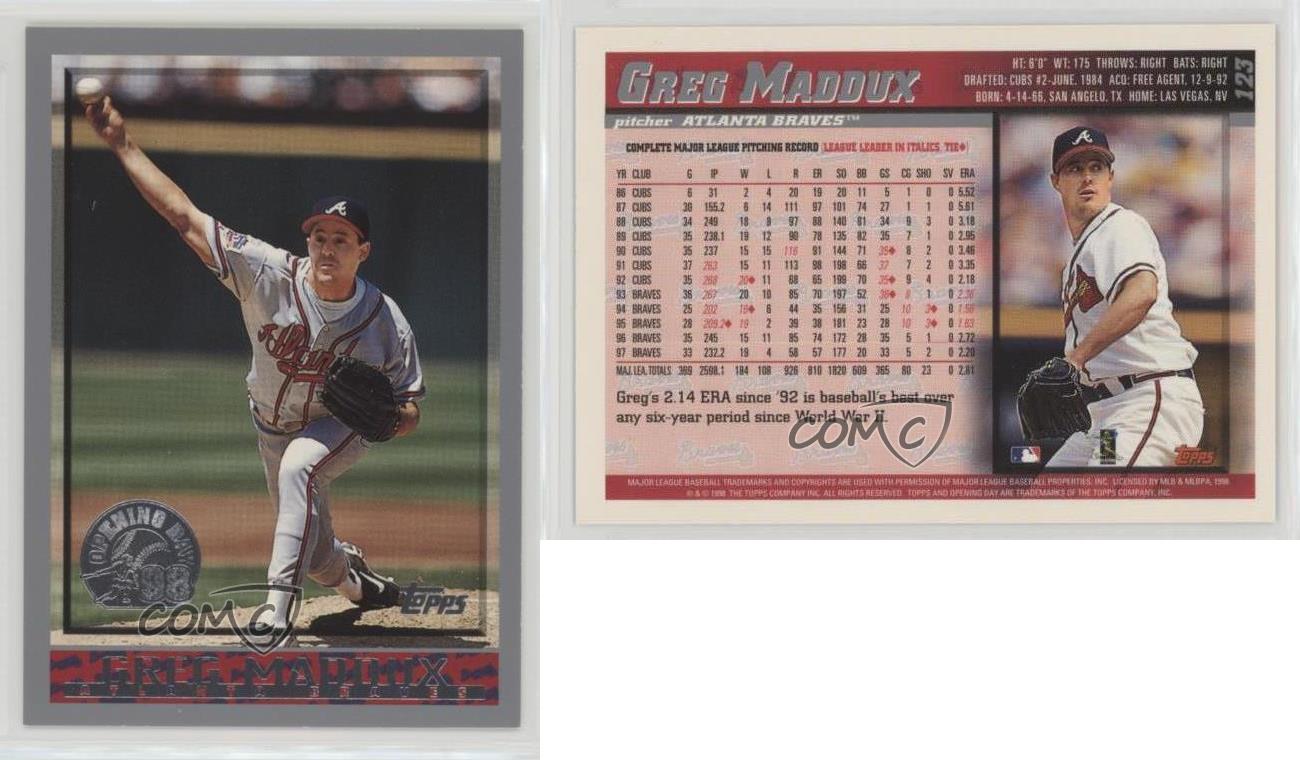 A
Atlanta
OPENING DAY
98
Topps
COMC
GREG MADDUX
ATLANTA BRAVES
GREG MADDUX
HT: 6'0" WT: 175 THROWS: RIGHT BATS: RIGHT
DRAFTED: CUBS #2-JUNE, 1984 ACQ: FREE AGENT, 12-9-92
BORN: 4-14-66, SAN ANGELO, TX HOME: LAS VEGAS, NV
123
pitcher ATLANTA BRAVES™
COMPLETE MAJOR LEAGUE PITCHING RECORD (LEAGUE LEADER IN ITALICS, TIE♦)
YR CLUB G IP W L R ER SO BB GS CG SHO SV ERA
86 CUBS 6 31 2 4 20 19 20 11 5 1 0 0 5.52
87 CUBS 30 155.2 6 14 111 97 101 74 27 1 1 0 5.61
88 CUBS 34 249 18 8 97 88 140 81 34 9 3 0 3.18
89 CUBS 35 238.1 19 12 90 78 135 82 35 7 1 0 2.95
90 CUBS 35 237 15 15 116 91 144 71 35♦ 8 2 0 3.46
91 CUBS 37 263 15 11 113 98 198 66 37 7 2 0 3.35
92 CUBS 35 268 20♦ 11 68 65 199 70 35♦ 9 4 0 2.18
93 BRAVES 36 267 20 10 85 70 197 52 36♦ 8 1 0 2.36
94 BRAVES 25 202 16♦ 6 44 35 156 31 25 10 3♦ 0 1.56
95 BRAVES 28 209.2♦ 19 2 39 38 181 23 28 10 3♦ 0 1.63
96 BRAVES 35 245 15 11 85 74 172 28 35 5 1 0 2.72
97 BRAVES 33 232.2 19 4 58 57 177 20 33 5 2 0 2.20
MAJ. LEA. TOTALS 369 2598.1 184 108 926 810 1820 609 365 80 23 0 2.81
Greg's 2.14 ERA since '92 is baseball's best over
any six-year period since World War II.
COMC
Braves Braves Braves
A
Topps
MAJOR LEAGUE BASEBALL TRADEMARKS AND COPYRIGHTS ARE USED WITH PERMISSION OF MAJOR LEAGUE BASEBALL PROPERTIES, INC. LICENSED BY MLB & MLBPA, 1998
® & © 1998 THE TOPPS COMPANY INC. ALL RIGHTS RESERVED. TOPPS AND OPENING DAY ARE TRADEMARKS OF THE TOPPS COMPANY, INC.